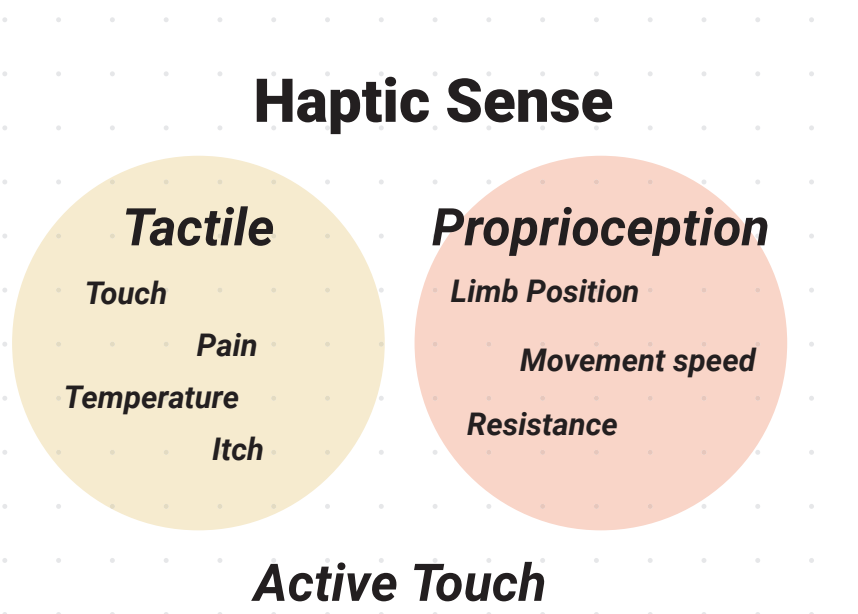 Haptic Sense
Tactile
Touch
Pain
Temperature
Itch
Proprioception
Limb Position
Movement speed
Resistance
Active Touch